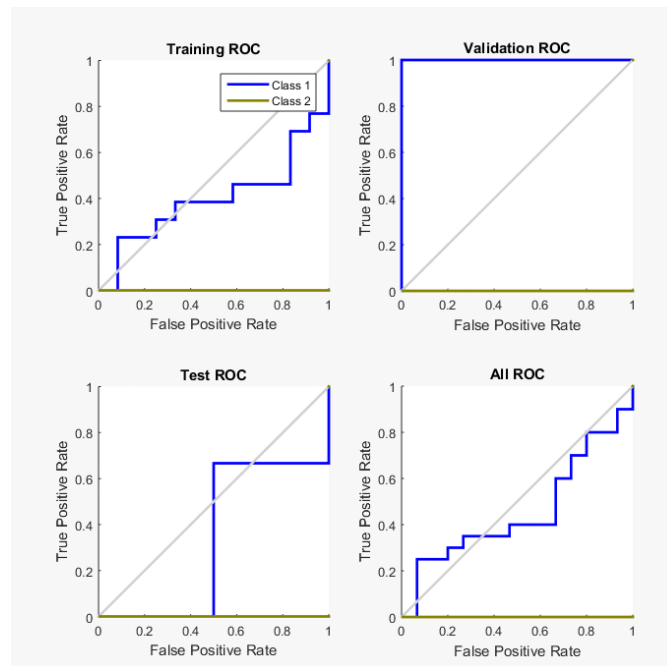 Training ROC
Class 1
Class 2
True Positive Rate
1
0.8
0.6
0.4
0.2
0
0 0.2 0.4 0.6 0.8 1
False Positive Rate
Validation ROC
True Positive Rate
1
0.8
0.6
0.4
0.2
0
0 0.2 0.4 0.6 0.8 1
False Positive Rate
Test ROC
True Positive Rate
1
0.8
0.6
0.4
0.2
0
0 0.2 0.4 0.6 0.8 1
False Positive Rate
All ROC
True Positive Rate
1
0.8
0.6
0.4
0.2
0
0 0.2 0.4 0.6 0.8 1
False Positive Rate